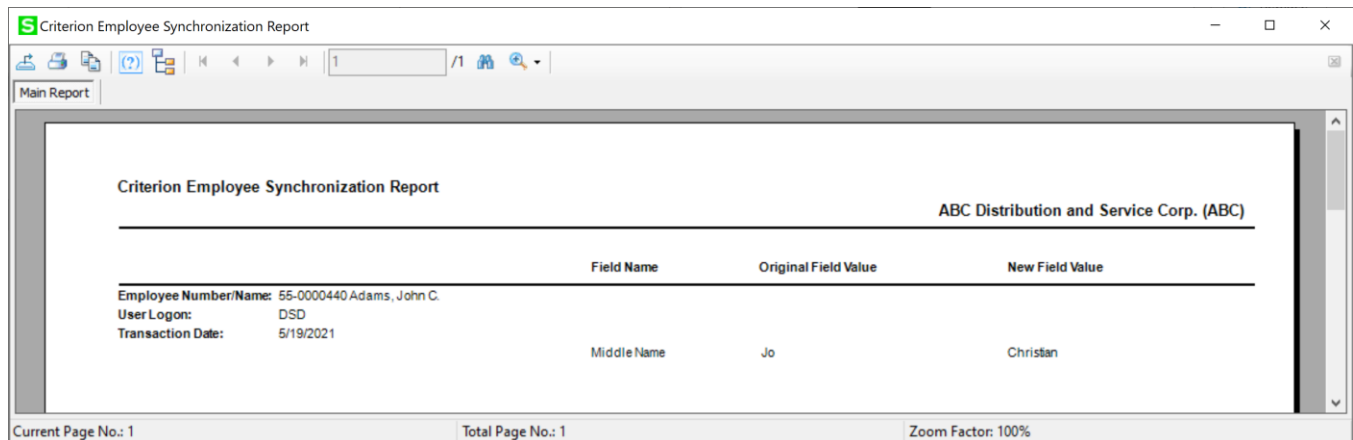 S Criterion Employee Synchronization Report
(?) 1 /1
Main Report
Criterion Employee Synchronization Report
ABC Distribution and Service Corp. (ABC)
Field Name Original Field Value New Field Value
Employee Number/Name: 55-0000440 Adams, John C.
User Logon: DSD
Transaction Date: 5/19/2021
Middle Name Jo Christian
Current Page No.: 1 Total Page No.: 1 Zoom Factor: 100%